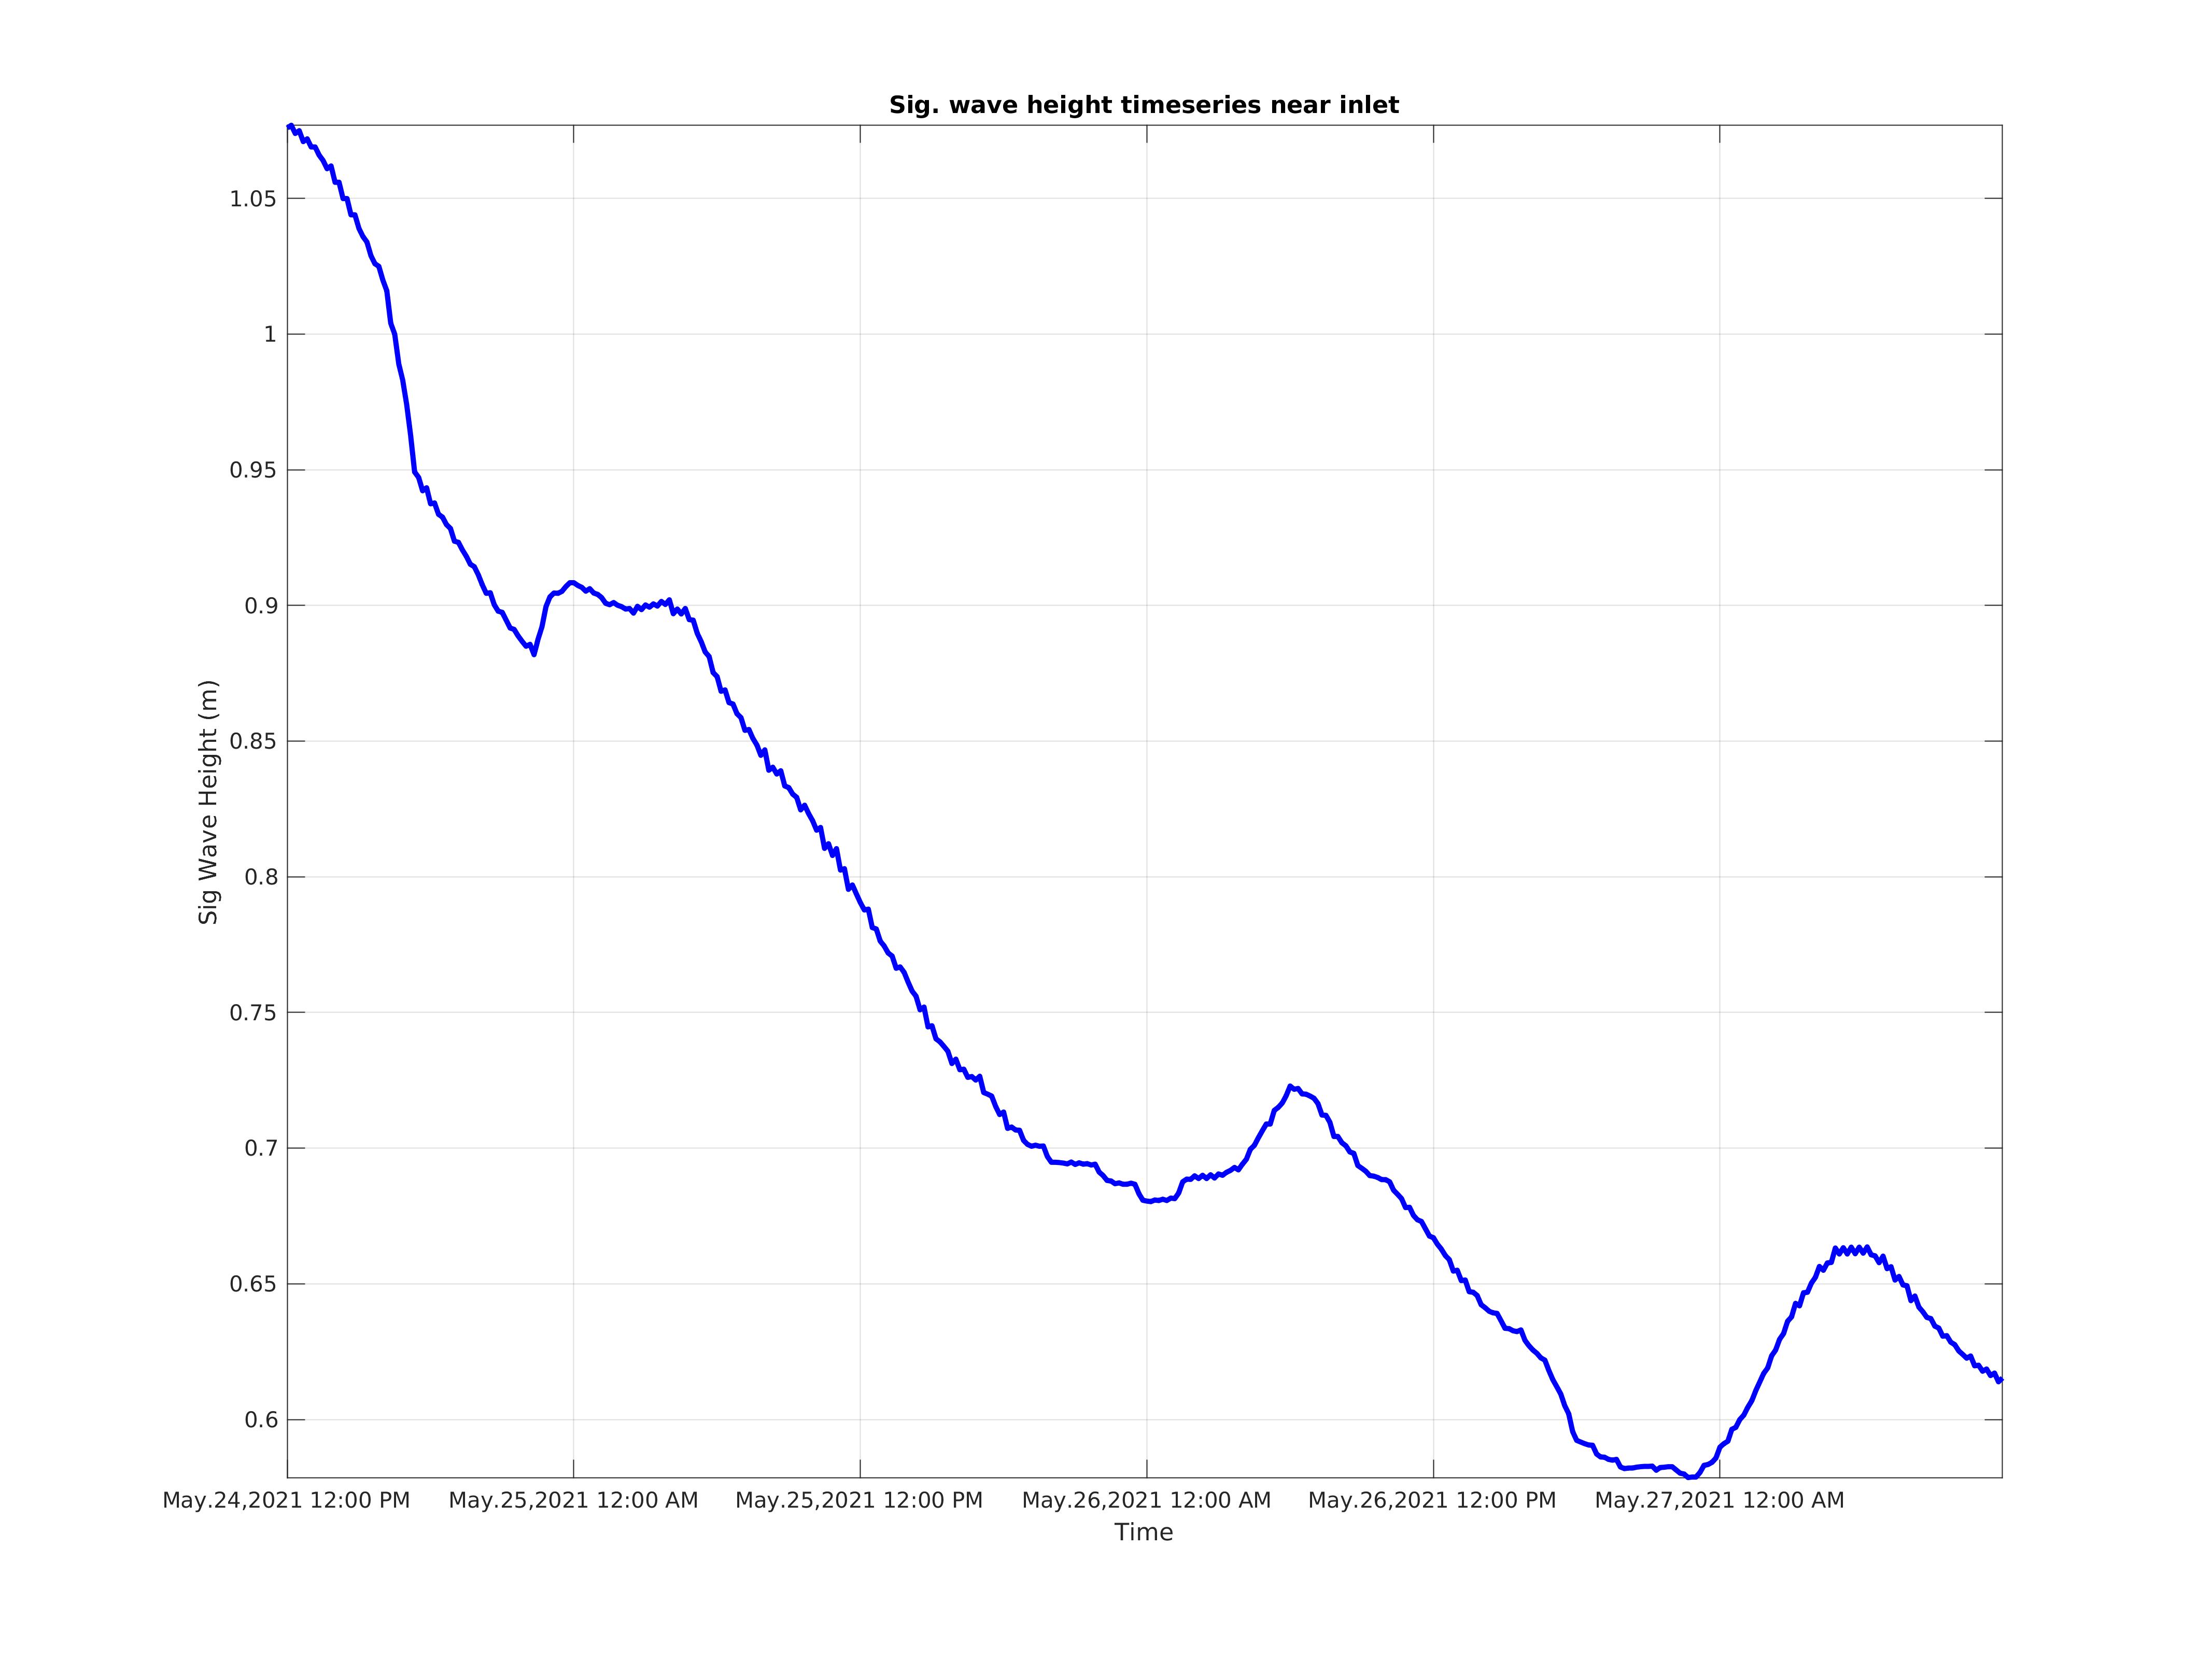 Sig. wave height timeseries near inlet
1.05
1
0.95
0.9
0.85
0.8
0.75
0.7
0.65
0.6
Sig Wave Height (m)
May.24,2021 12:00 PM May.25,2021 12:00 AM May.25,2021 12:00 PM May.26,2021 12:00 AM May.26,2021 12:00 PM May.27,2021 12:00 AM
Time